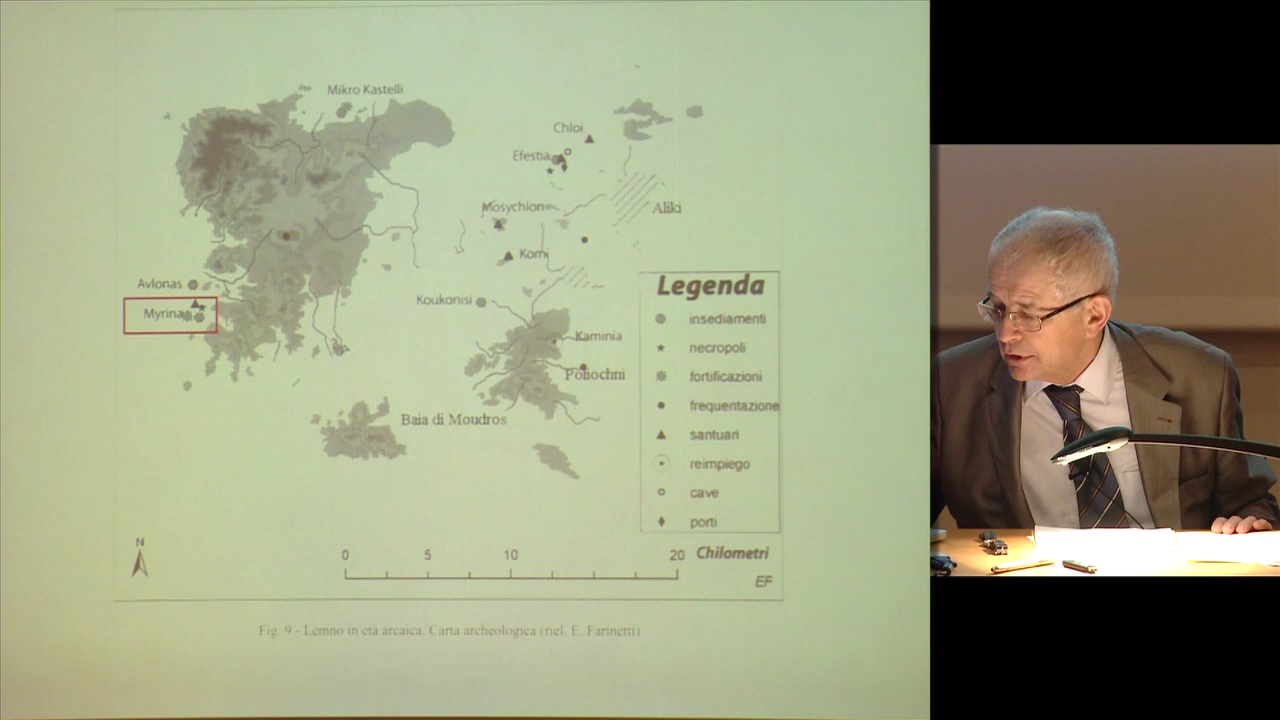 Mikro Kastelli
Chloi
Efestia
Mosychlon
Aliki
Komi
Avlonas
Myrina
Koukonisi
Kaminia
Poliochni
Baia di Moudros
Legenda
insediamenti
necropoli
fortificazioni
frequentazione
santuari
reimpiego
cave
porti
N
0 5 10 20 Chilometri
EF
Fig. 9 - Lemno in età arcaica. Carta archeologica (riel. E. Farinetti)